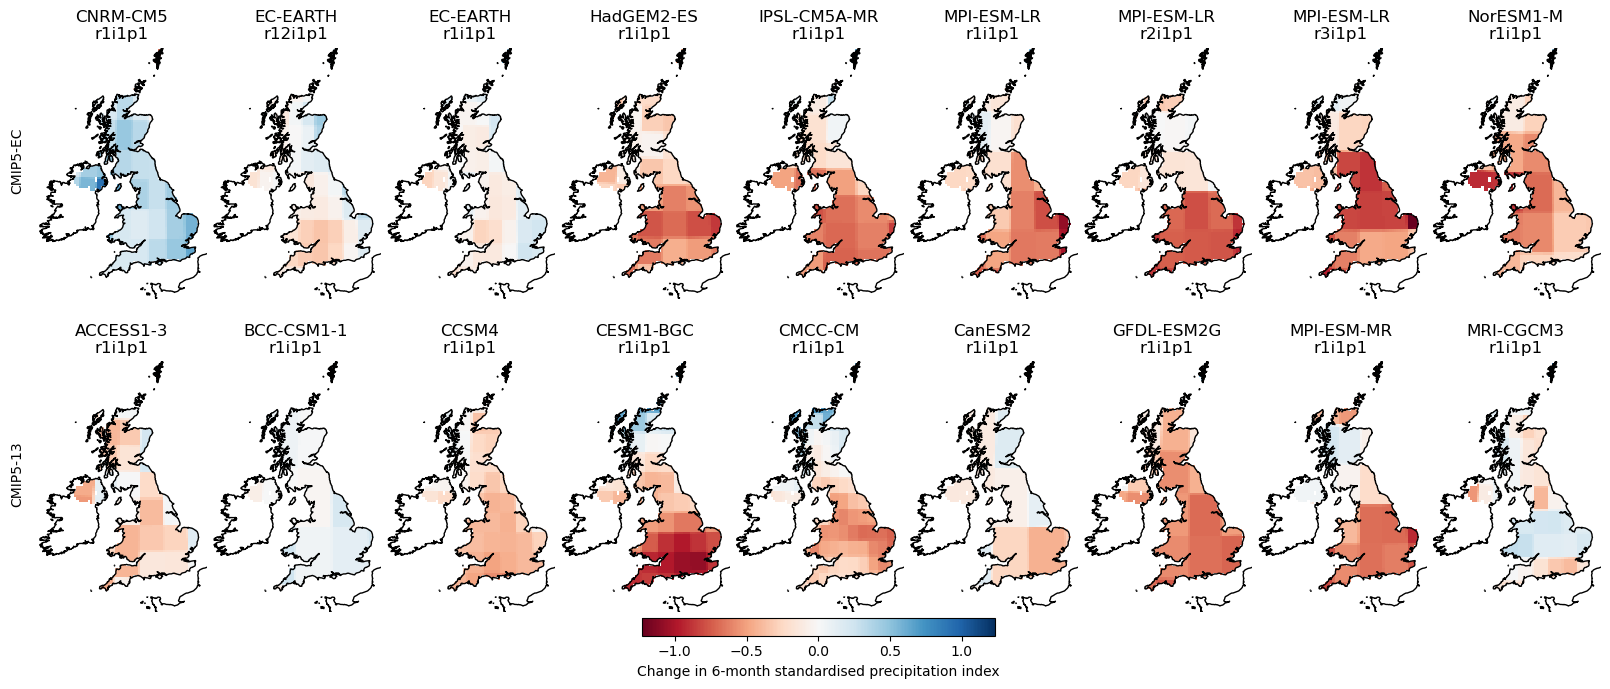 CNRM-CM5 EC-EARTH EC-EARTH HadGEM2-ES IPSL-CM5A-MR MPI-ESM-LR MPI-ESM-LR MPI-ESM-LR NorESM1-M
r1i1p1 r12i1p1 r1i1p1 r1i1p1 r1i1p1 r1i1p1 r2i1p1 r3i1p1 r1i1p1
CMIP5-EC
ACCESS1-3 BCC-CSM1-1 CCSM4 CESM1-BGC CMCC-CM CanESM2 GFDL-ESM2G MPI-ESM-MR MRI-CGCM3
r1i1p1 r1i1p1 r1i1p1 r1i1p1 r1i1p1 r1i1p1 r1i1p1 r1i1p1 r1i1p1
CMIP5-13
−1.0 −0.5 0.0 0.5 1.0
Change in 6-month standardised precipitation index